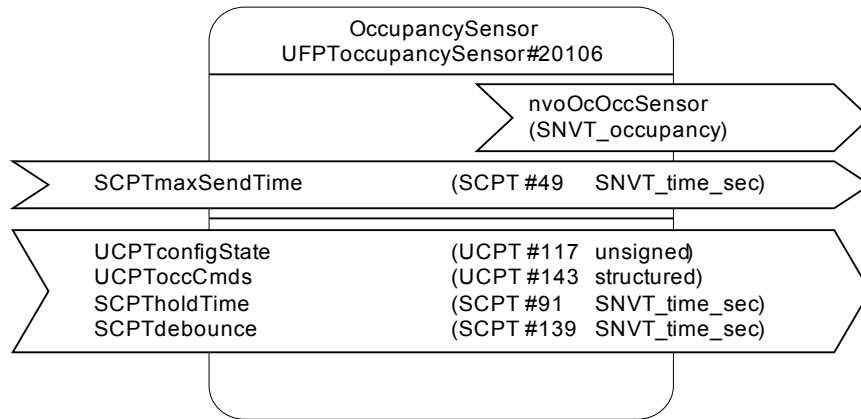 OccupancySensor
UFPToccupancySensor#20106
nvoOcOccSensor
(SNVT_occupancy)
SCPTmaxSendTime (SCPT #49 SNVT_time_sec)
UCPTconfigState (UCPT #117 unsigned)
UCPToccCmds (UCPT #143 structured)
SCPTholdTime (SCPT #91 SNVT_time_sec)
SCPTdebounce (SCPT #139 SNVT_time_sec)